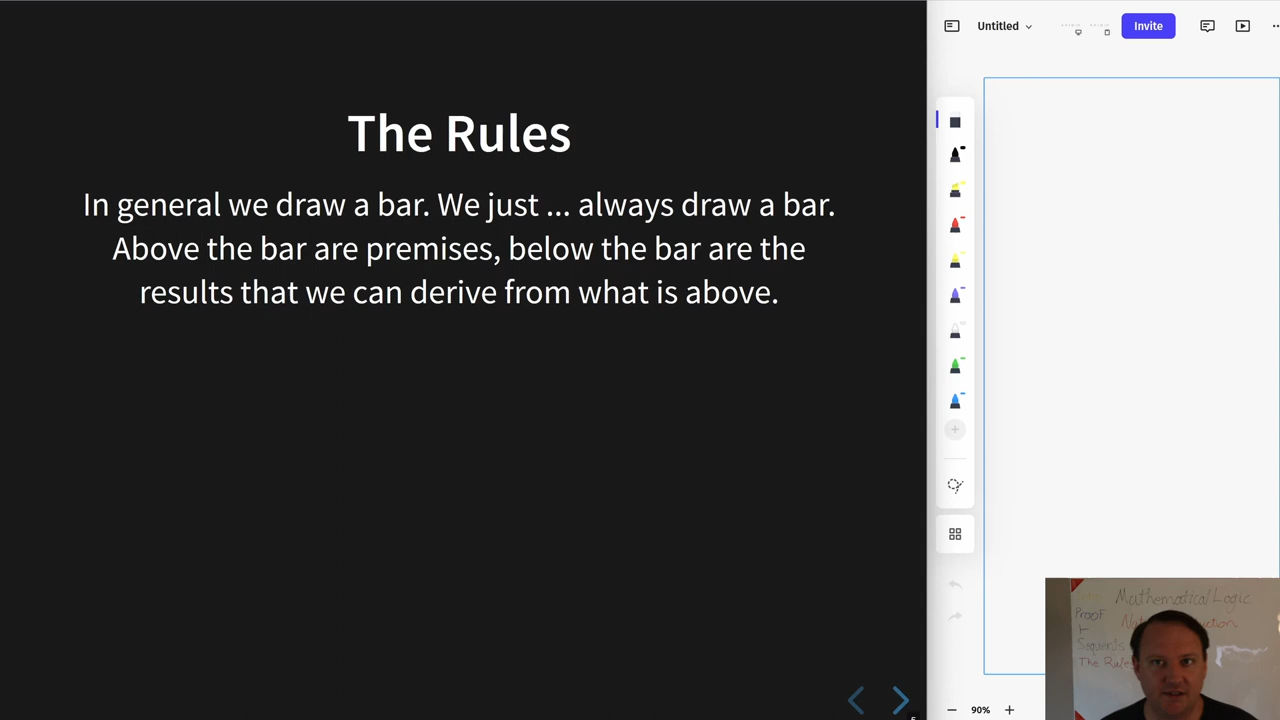 The Rules
In general we draw a bar. We just ... always draw a bar.
Above the bar are premises, below the bar are the
results that we can derive from what is above.
Untitled
Invite
90%
Mathematical Logic
Proof
⊢
Sequents
The Rules